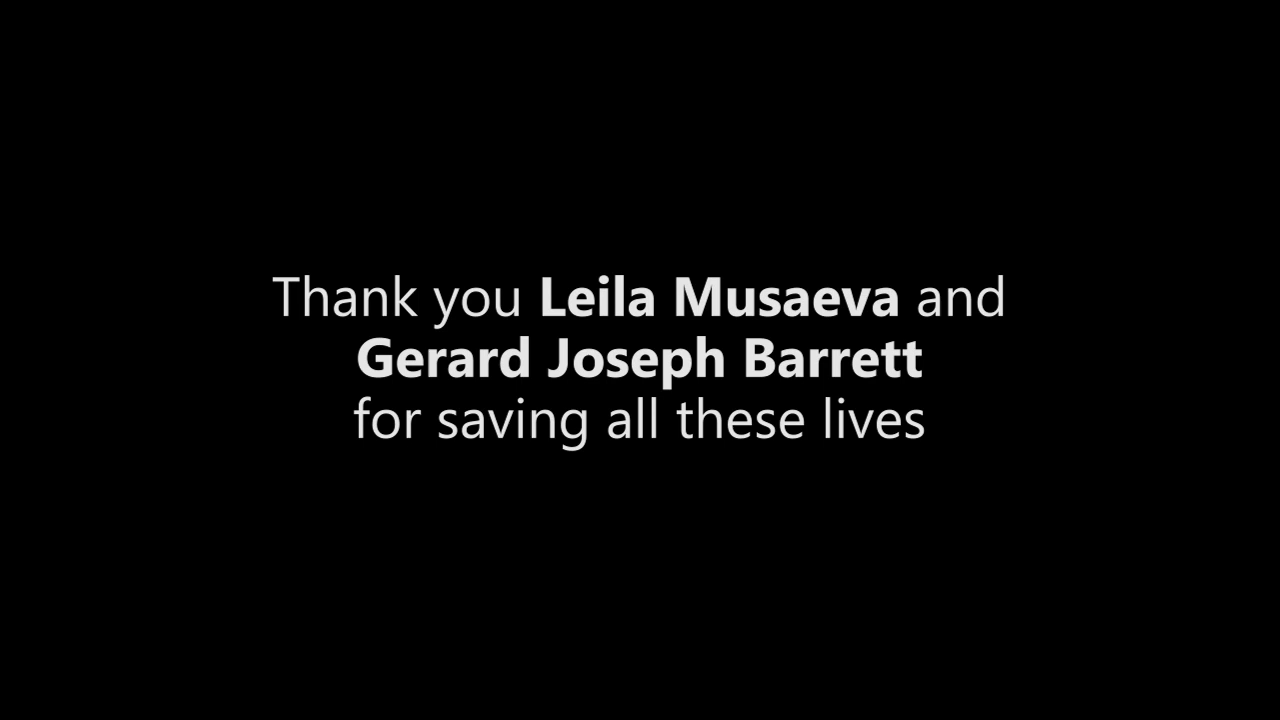 Thank you Leila Musaeva and
Gerard Joseph Barrett
for saving all these lives